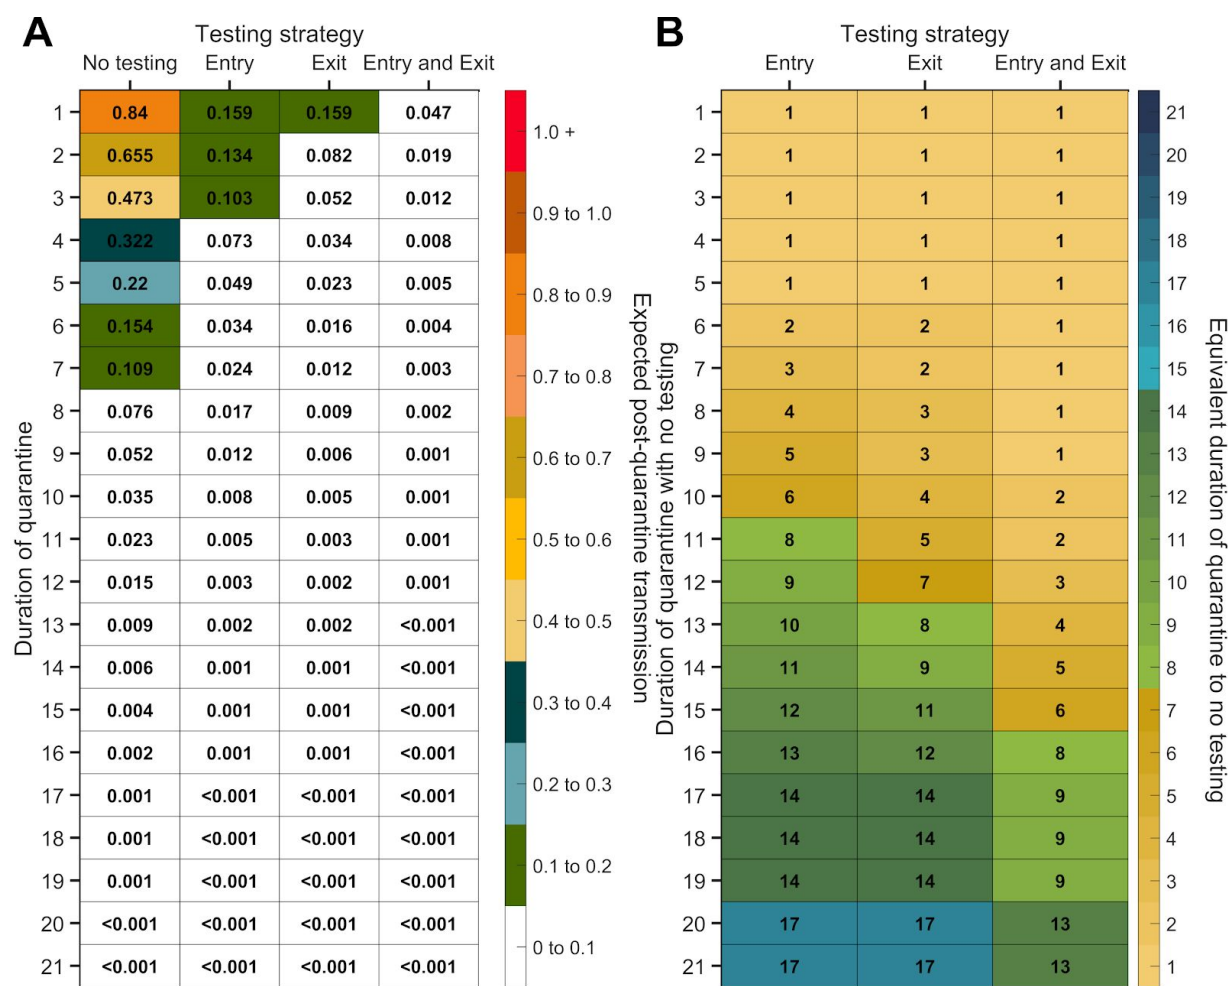 A
Testing strategy
No testing Entry Exit Entry and Exit
Duration of quarantine
1 0.84 0.159 0.159 0.047
2 0.655 0.134 0.082 0.019
3 0.473 0.103 0.052 0.012
4 0.322 0.073 0.034 0.008
5 0.22 0.049 0.023 0.005
6 0.154 0.034 0.016 0.004
7 0.109 0.024 0.012 0.003
8 0.076 0.017 0.009 0.002
9 0.052 0.012 0.006 0.001
10 0.035 0.008 0.005 0.001
11 0.023 0.005 0.003 0.001
12 0.015 0.003 0.002 0.001
13 0.009 0.002 0.002 <0.001
14 0.006 0.001 0.001 <0.001
15 0.004 0.001 0.001 <0.001
16 0.002 0.001 0.001 <0.001
17 0.001 <0.001 <0.001 <0.001
18 0.001 <0.001 <0.001 <0.001
19 0.001 <0.001 <0.001 <0.001
20 <0.001 <0.001 <0.001 <0.001
21 <0.001 <0.001 <0.001 <0.001
1.0 +
0.9 to 1.0
0.8 to 0.9
0.7 to 0.8
0.6 to 0.7
0.5 to 0.6
0.4 to 0.5
0.3 to 0.4
0.2 to 0.3
0.1 to 0.2
0 to 0.1
Expected post-quarantine transmission
B
Testing strategy
Entry Exit Entry and Exit
Duration of quarantine with no testing
1 1 1 1
2 1 1 1
3 1 1 1
4 1 1 1
5 1 1 1
6 2 2 1
7 3 2 1
8 4 3 1
9 5 3 1
10 6 4 2
11 8 5 2
12 9 7 3
13 10 8 4
14 11 9 5
15 12 11 6
16 13 12 8
17 14 14 9
18 14 14 9
19 14 14 9
20 17 17 13
21 17 17 13
21
20
19
18
17
16
15
14
13
12
11
10
9
8
7
6
5
4
3
2
1
Equivalent duration of quarantine to no testing